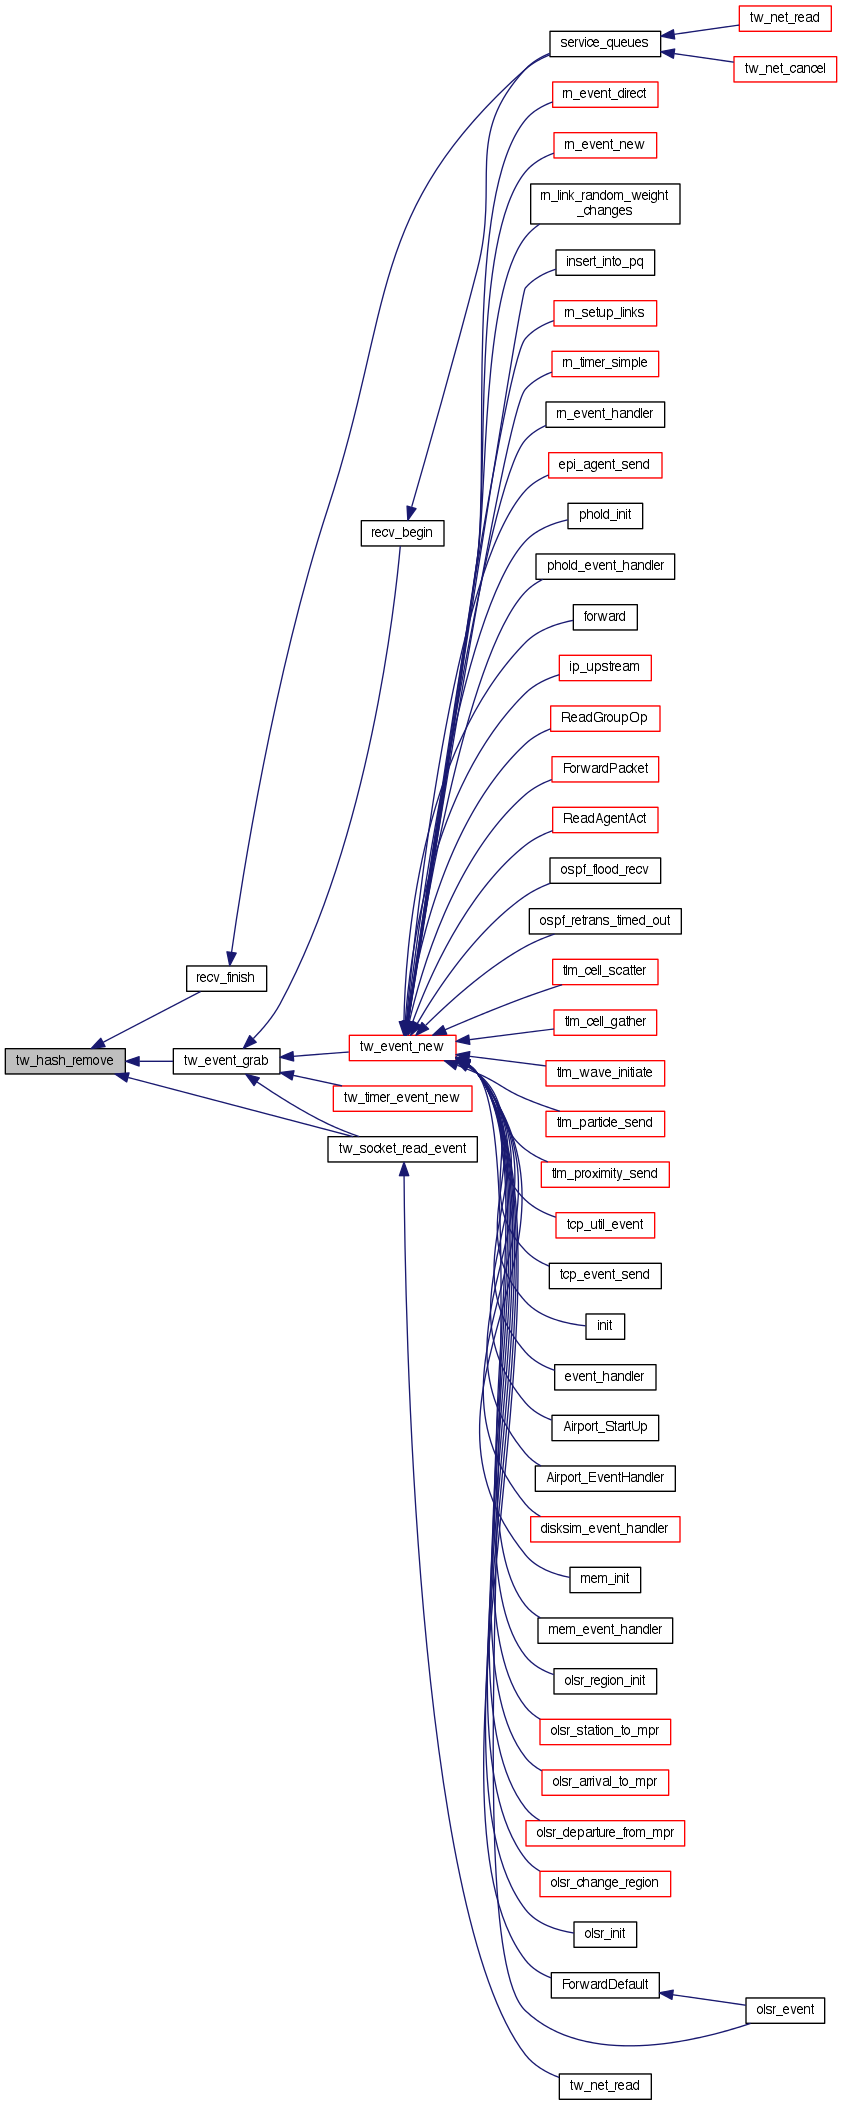 tw_net_read
service_queues
tw_net_cancel
rn_event_direct
rn_event_new
rn_link_random_weight
_changes
insert_into_pq
rn_setup_links
rn_timer_simple
rn_event_handler
epi_agent_send
phold_init
recv_begin
phold_event_handler
forward
ip_upstream
ReadGroupOp
ForwardPacket
ReadAgentAct
ospf_flood_recv
ospf_retrans_timed_out
tlm_cell_scatter
recv_finish
tlm_cell_gather
tw_event_new
tw_hash_remove
tw_event_grab
tlm_wave_initiate
tw_timer_event_new
tlm_particle_send
tw_socket_read_event
tlm_proximity_send
tcp_util_event
tcp_event_send
init
event_handler
Airport_StartUp
Airport_EventHandler
disksim_event_handler
mem_init
mem_event_handler
olsr_region_init
olsr_station_to_mpr
olsr_arrival_to_mpr
olsr_departure_from_mpr
olsr_change_region
olsr_init
ForwardDefault
olsr_event
tw_net_read